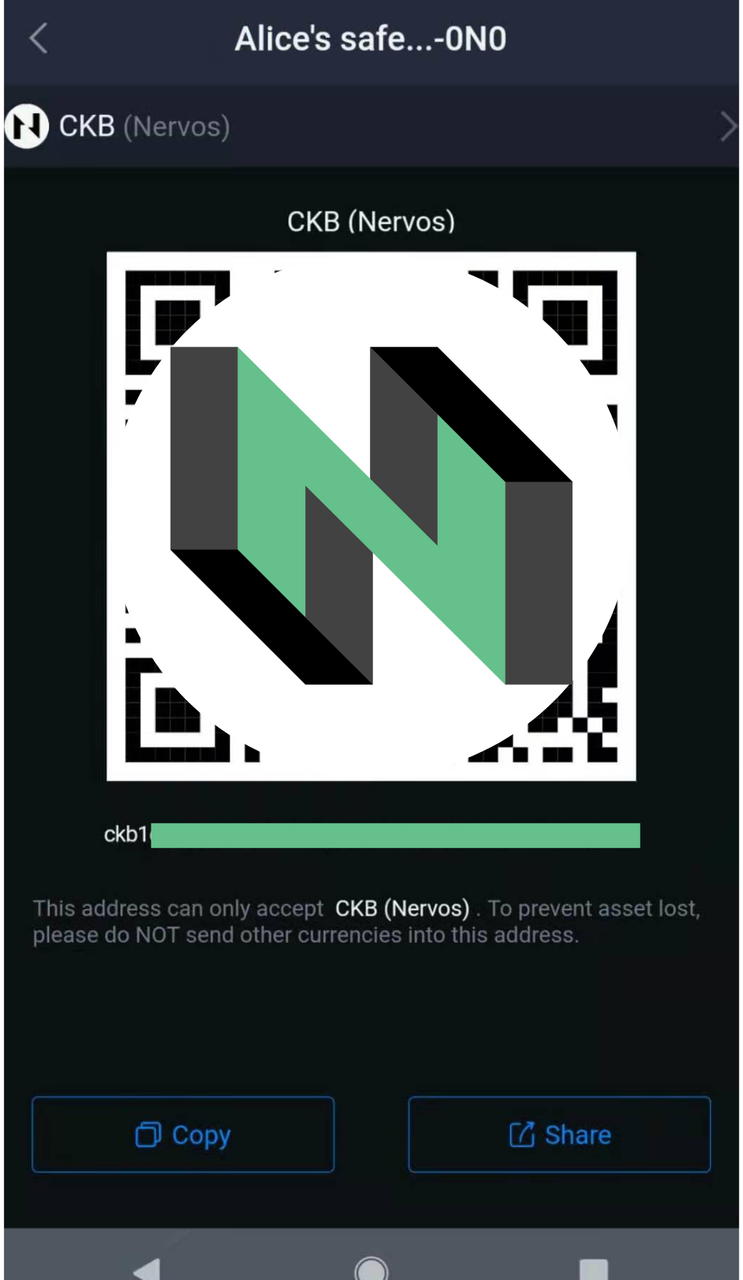 Alice's safe...-0N0
CKB (Nervos)
CKB (Nervos)
ckb1
This address can only accept CKB (Nervos) . To prevent asset lost,
please do NOT send other currencies into this address.
Copy
Share